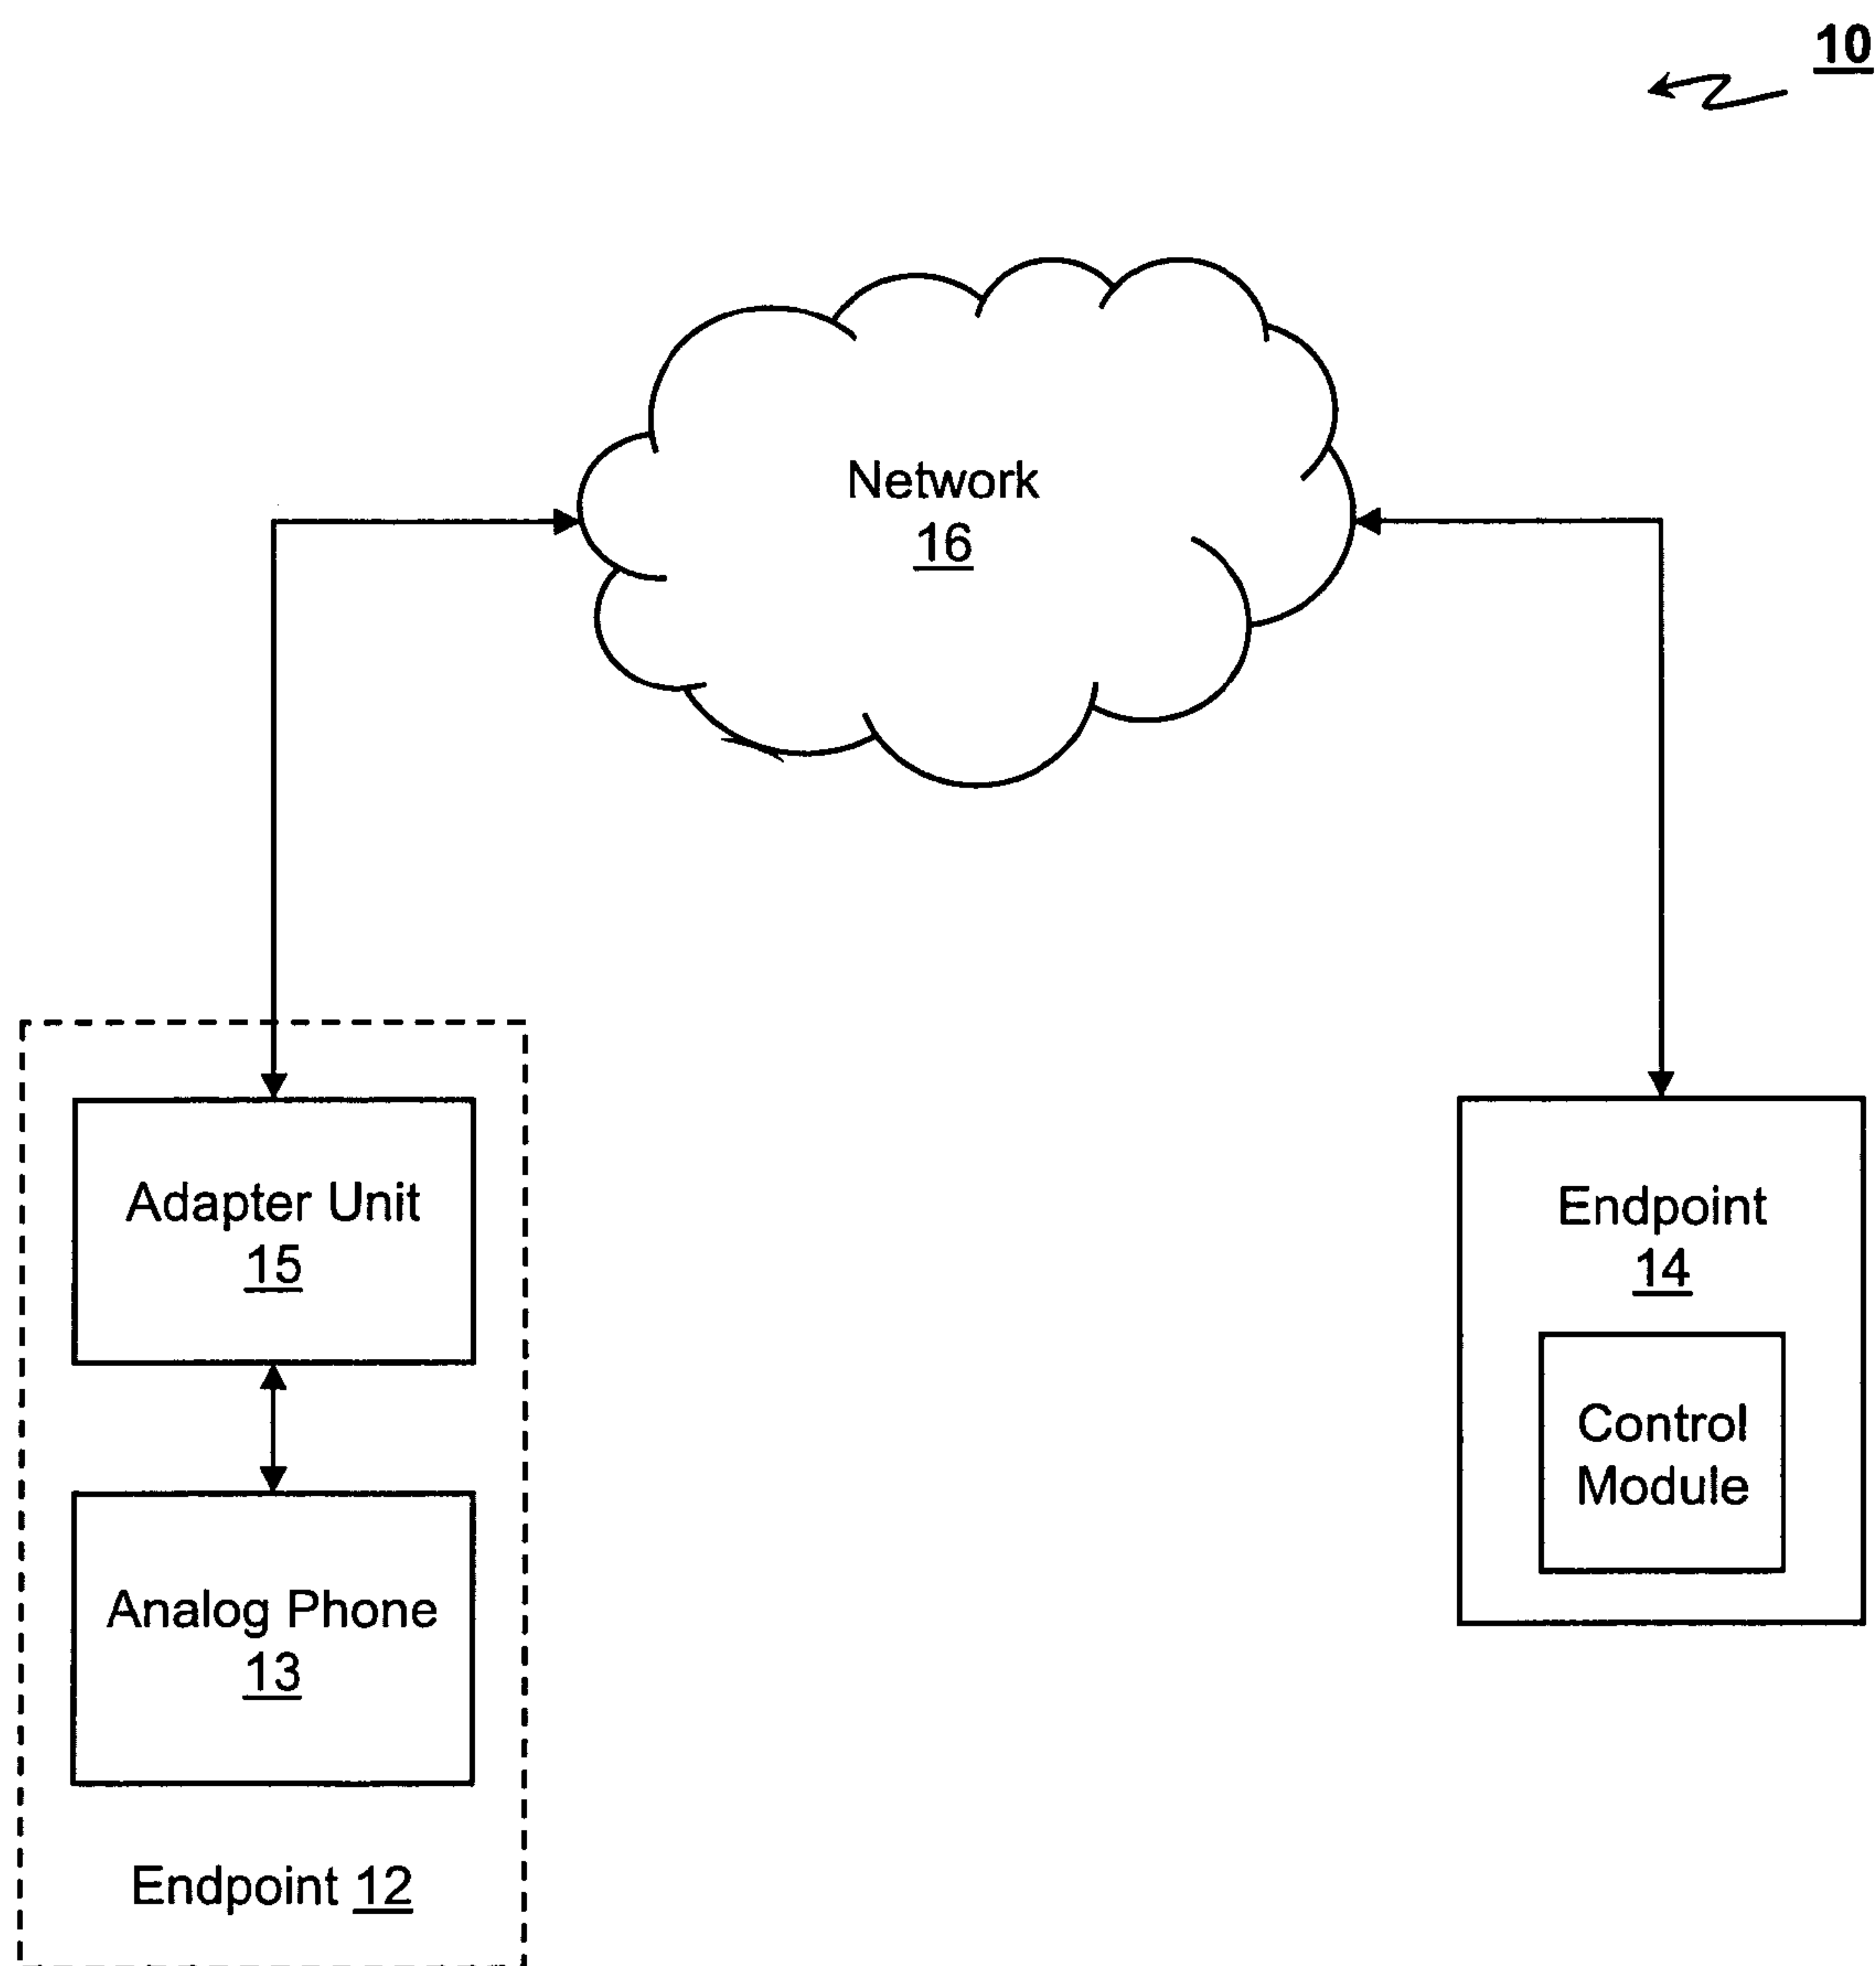 10
Network
16
Adapter Unit
15
Analog Phone
13
Endpoint 12
Endpoint
14
Control
Module